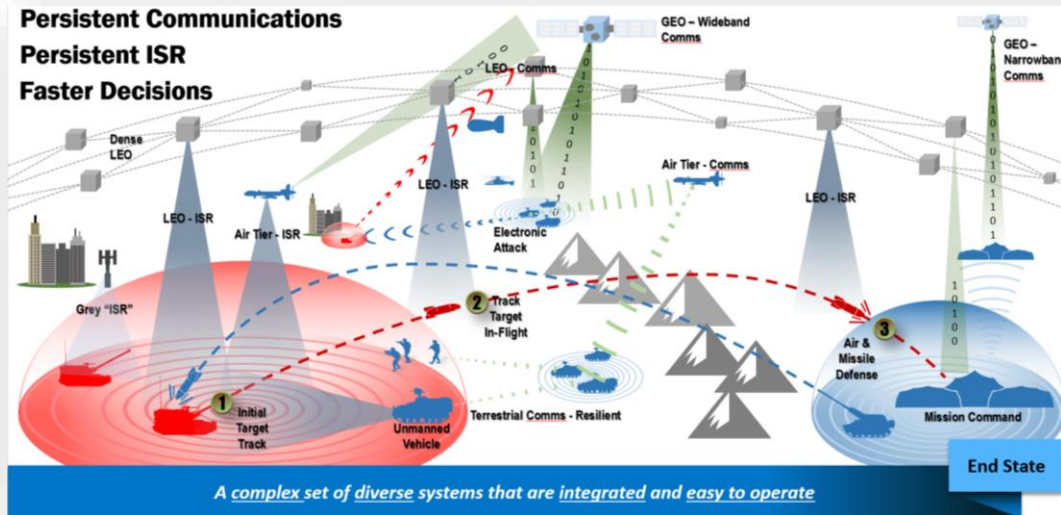 Persistent Communications
Persistent ISR
Faster Decisions
GEO – Wideband
Comms
GEO –
Narrowband
Comms
LEO - Comms
Dense
LEO
LEO - ISR
LEO - ISR
LEO - ISR
Air Tier - Comms
Air Tier - ISR
Electronic
Attack
Grey "ISR"
1
Initial
Target
Track
2
Track
Target
In-Flight
3
Air &
Missile
Defense
Unmanned
Vehicle
Terrestrial Comms - Resilient
Mission Command
End State
A complex set of diverse systems that are integrated and easy to operate